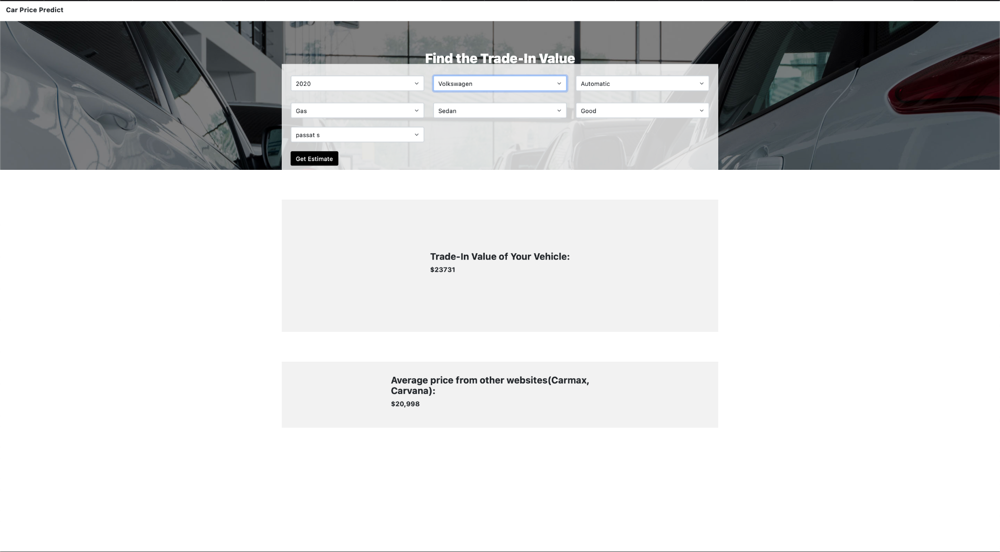 Car Price Predict
Find the Trade-In Value
2020
Volkswagen
Automatic
Gas
Sedan
Good
passat s
Get Estimate
Trade-In Value of Your Vehicle:
$23731
Average price from other websites(Carmax,
Carvana):
$20,998